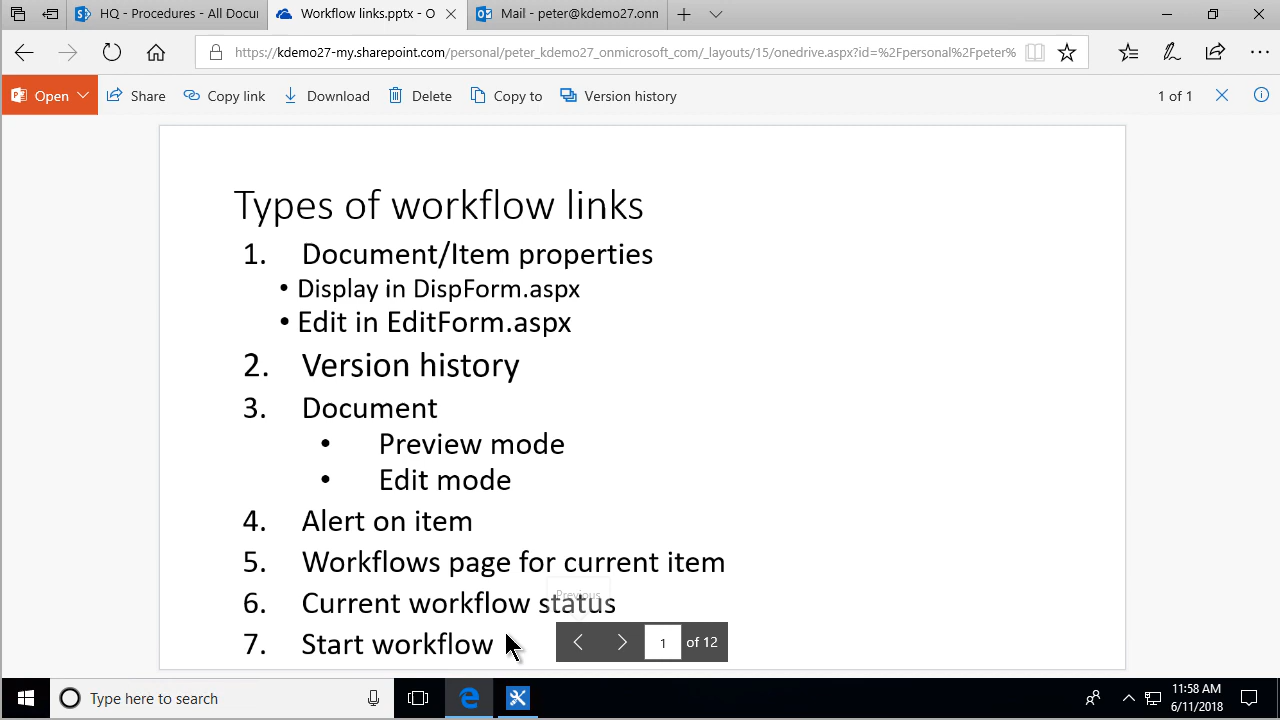 HQ - Procedures - All Docu
Workflow links.pptx - O
Mail - peter@kdemo27.onn
https://kdemo27-my.sharepoint.com/personal/peter_kdemo27_onmicrosoft_com/_layouts/15/onedrive.aspx?id=%2Fpersonal%2Fpeter%
Open
Share
Copy link
Download
Delete
Copy to
Version history
1 of 1
Types of workflow links
1. Document/Item properties
• Display in DispForm.aspx
• Edit in EditForm.aspx
2. Version history
3. Document
• Preview mode
• Edit mode
4. Alert on item
5. Workflows page for current item
Previous
6. Current workflow status
7. Start workflow
1 of 12
Type here to search
11:58 AM
6/11/2018